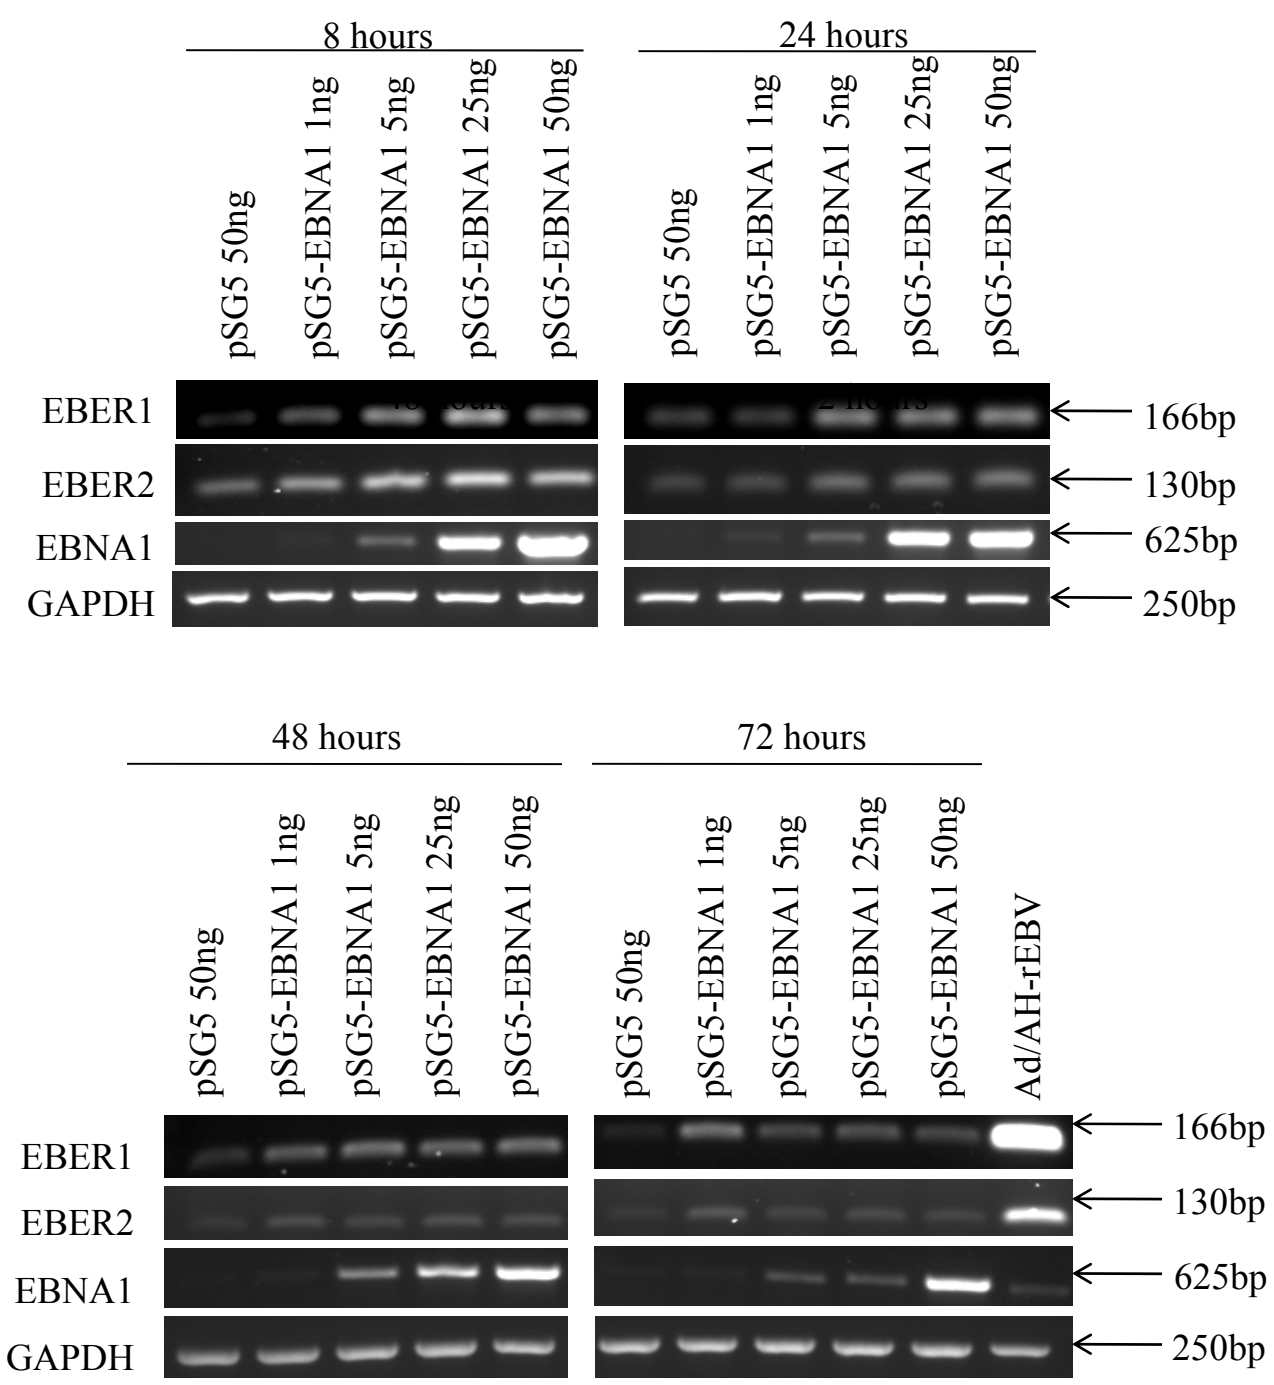 8 hours
24 hours
pSG5 50ng
pSG5-EBNA1 1ng
pSG5-EBNA1 5ng
pSG5-EBNA1 25ng
pSG5-EBNA1 50ng
pSG5 50ng
pSG5-EBNA1 1ng
pSG5-EBNA1 5ng
pSG5-EBNA1 25ng
pSG5-EBNA1 50ng
EBER1
166bp
EBER2
130bp
EBNA1
625bp
GAPDH
250bp
48 hours
72 hours
pSG5 50ng
pSG5-EBNA1 1ng
pSG5-EBNA1 5ng
pSG5-EBNA1 25ng
pSG5-EBNA1 50ng
pSG5 50ng
pSG5-EBNA1 1ng
pSG5-EBNA1 5ng
pSG5-EBNA1 25ng
pSG5-EBNA1 50ng
Ad/AH-rEBV
EBER1
166bp
EBER2
130bp
EBNA1
625bp
GAPDH
250bp